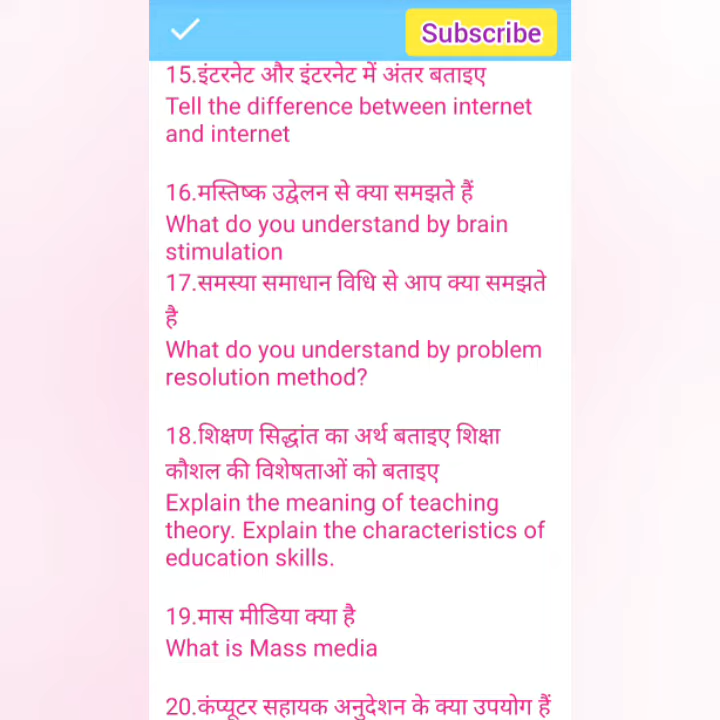 Subscribe
15.इंटरनेट और इंटरनेट में अंतर बताइए
Tell the difference between internet
and internet
16.मस्तिष्क उद्वेलन से क्या समझते हैं
What do you understand by brain
stimulation
17.समस्या समाधान विधि से आप क्या समझते
है
What do you understand by problem
resolution method?
18.शिक्षण सिद्धांत का अर्थ बताइए शिक्षा
कौशल की विशेषताओं को बताइए
Explain the meaning of teaching
theory. Explain the characteristics of
education skills.
19.मास मीडिया क्या है
What is Mass media
20.कंप्यूटर सहायक अनुदेशन के क्या उपयोग हैं